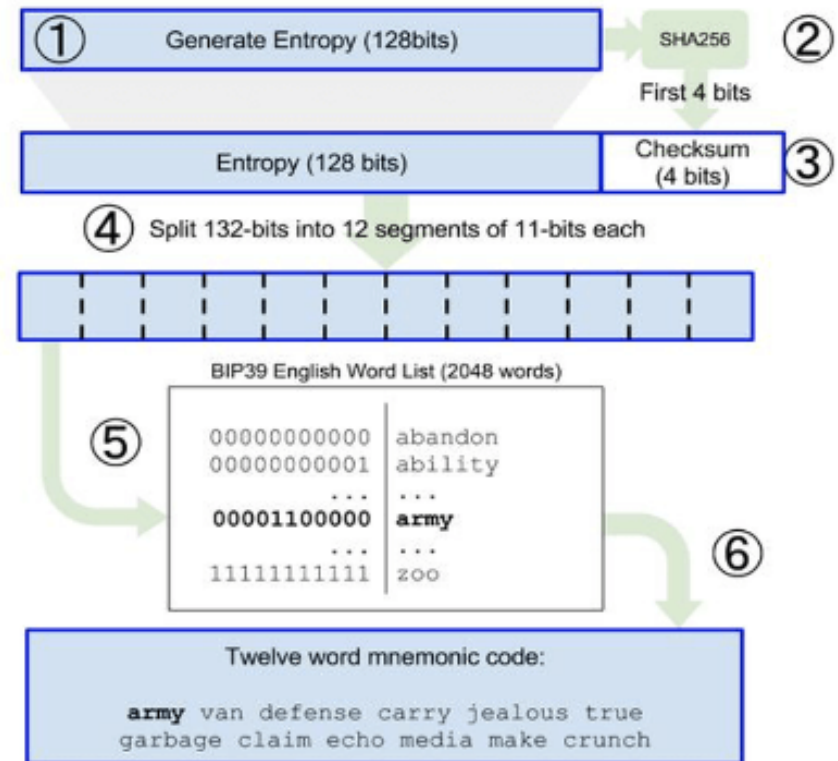 ① Generate Entropy (128bits) SHA256 ②
First 4 bits
Entropy (128 bits) Checksum (4 bits) ③
④ Split 132-bits into 12 segments of 11-bits each
BIP39 English Word List (2048 words)
⑤
00000000000 abandon
00000000001 ability
... ...
00001100000 army
... ...
11111111111 zoo
⑥
Twelve word mnemonic code:
army van defense carry jealous true
garbage claim echo media make crunch